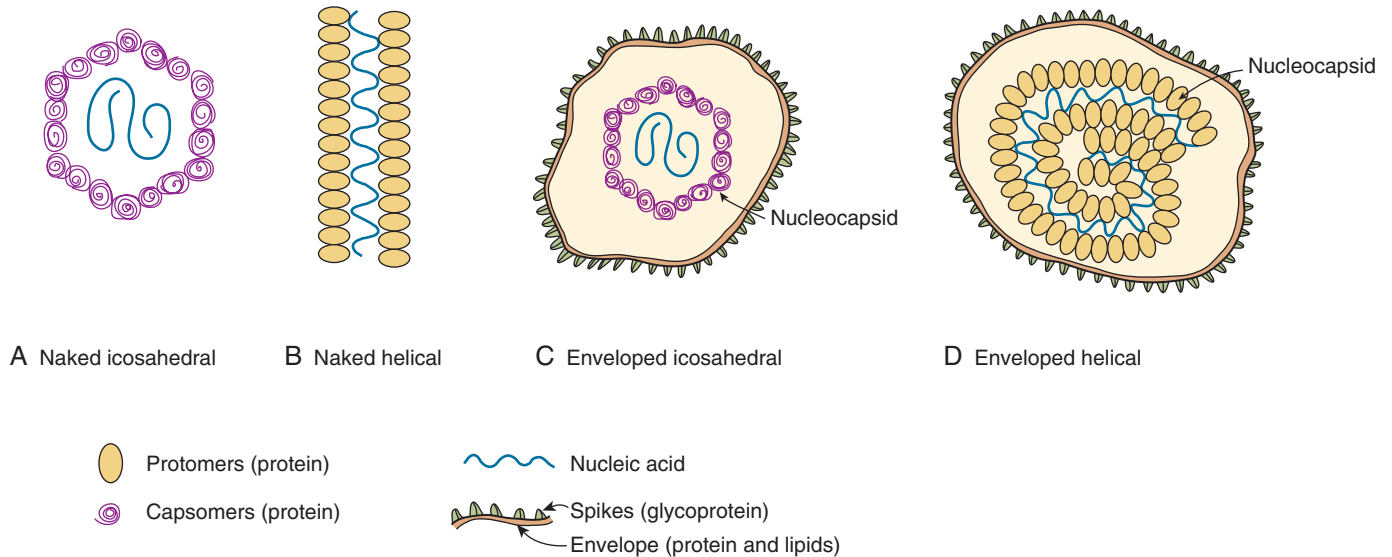 Nucleocapsid
Nucleocapsid
A Naked icosahedral
B Naked helical
C Enveloped icosahedral
D Enveloped helical
Protomers (protein)
Nucleic acid
Capsomers (protein)
Spikes (glycoprotein)
Envelope (protein and lipids)